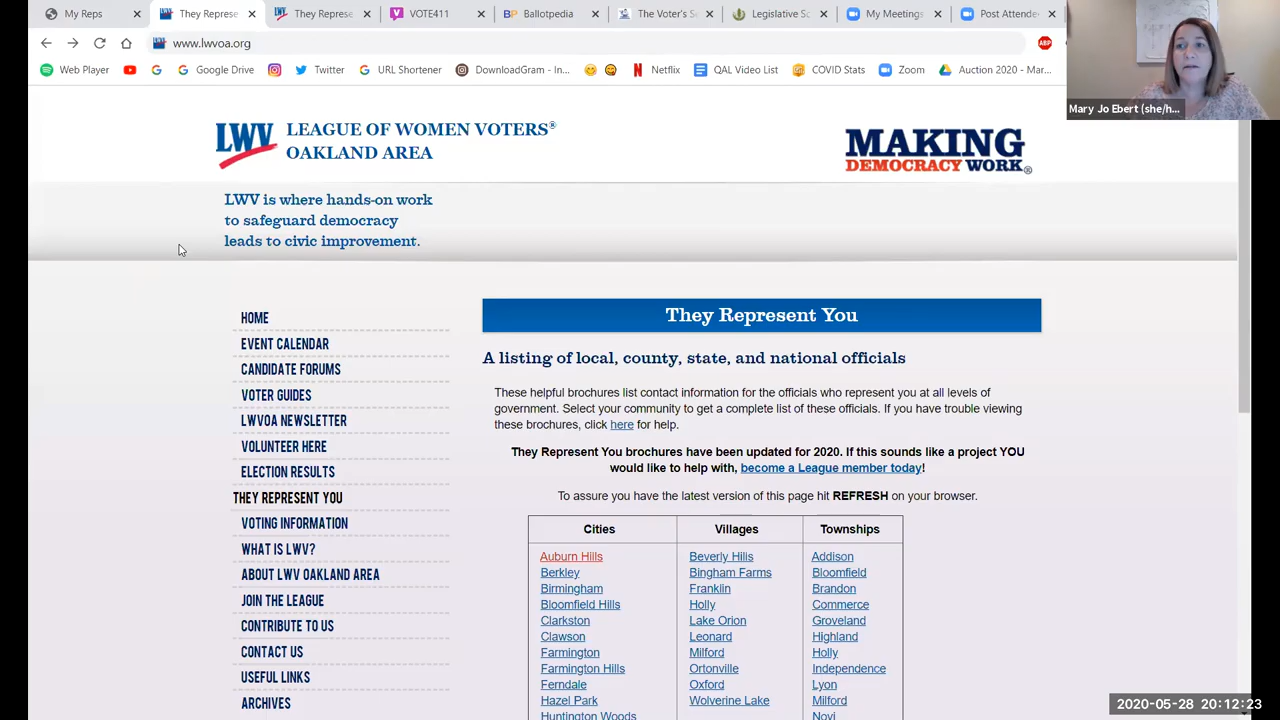 My Reps
They Represe
They Represe
VOTE411
Ballotpedia
The Voter's Se
Legislative Sc
My Meetings
Post Attende
www.lwvoa.org
ABP
Web Player
Google Drive
Twitter
URL Shortener
DownloadGram - In...
Netflix
QAL Video List
COVID Stats
Zoom
Auction 2020 - Mar...
Mary Jo Ebert (she/h...
LWV
LEAGUE OF WOMEN VOTERS®
OAKLAND AREA
MAKING
DEMOCRACY WORK®
LWV is where hands-on work
to safeguard democracy
leads to civic improvement.
HOME
EVENT CALENDAR
CANDIDATE FORUMS
VOTER GUIDES
LWVOA NEWSLETTER
VOLUNTEER HERE
ELECTION RESULTS
THEY REPRESENT YOU
VOTING INFORMATION
WHAT IS LWV?
ABOUT LWV OAKLAND AREA
JOIN THE LEAGUE
CONTRIBUTE TO US
CONTACT US
USEFUL LINKS
ARCHIVES
They Represent You
A listing of local, county, state, and national officials
These helpful brochures list contact information for the officials who represent you at all levels of
government. Select your community to get a complete list of these officials. If you have trouble viewing
these brochures, click here for help.
They Represent You brochures have been updated for 2020. If this sounds like a project YOU
would like to help with, become a League member today!
To assure you have the latest version of this page hit REFRESH on your browser.
Cities Villages Townships
Auburn Hills Beverly Hills Addison
Berkley Bingham Farms Bloomfield
Birmingham Franklin Brandon
Bloomfield Hills Holly Commerce
Clarkston Lake Orion Groveland
Clawson Leonard Highland
Farmington Milford Holly
Farmington Hills Ortonville Independence
Ferndale Oxford Lyon
Hazel Park Wolverine Lake Milford
Huntington Woods Novi
2020-05-28 20:12:23